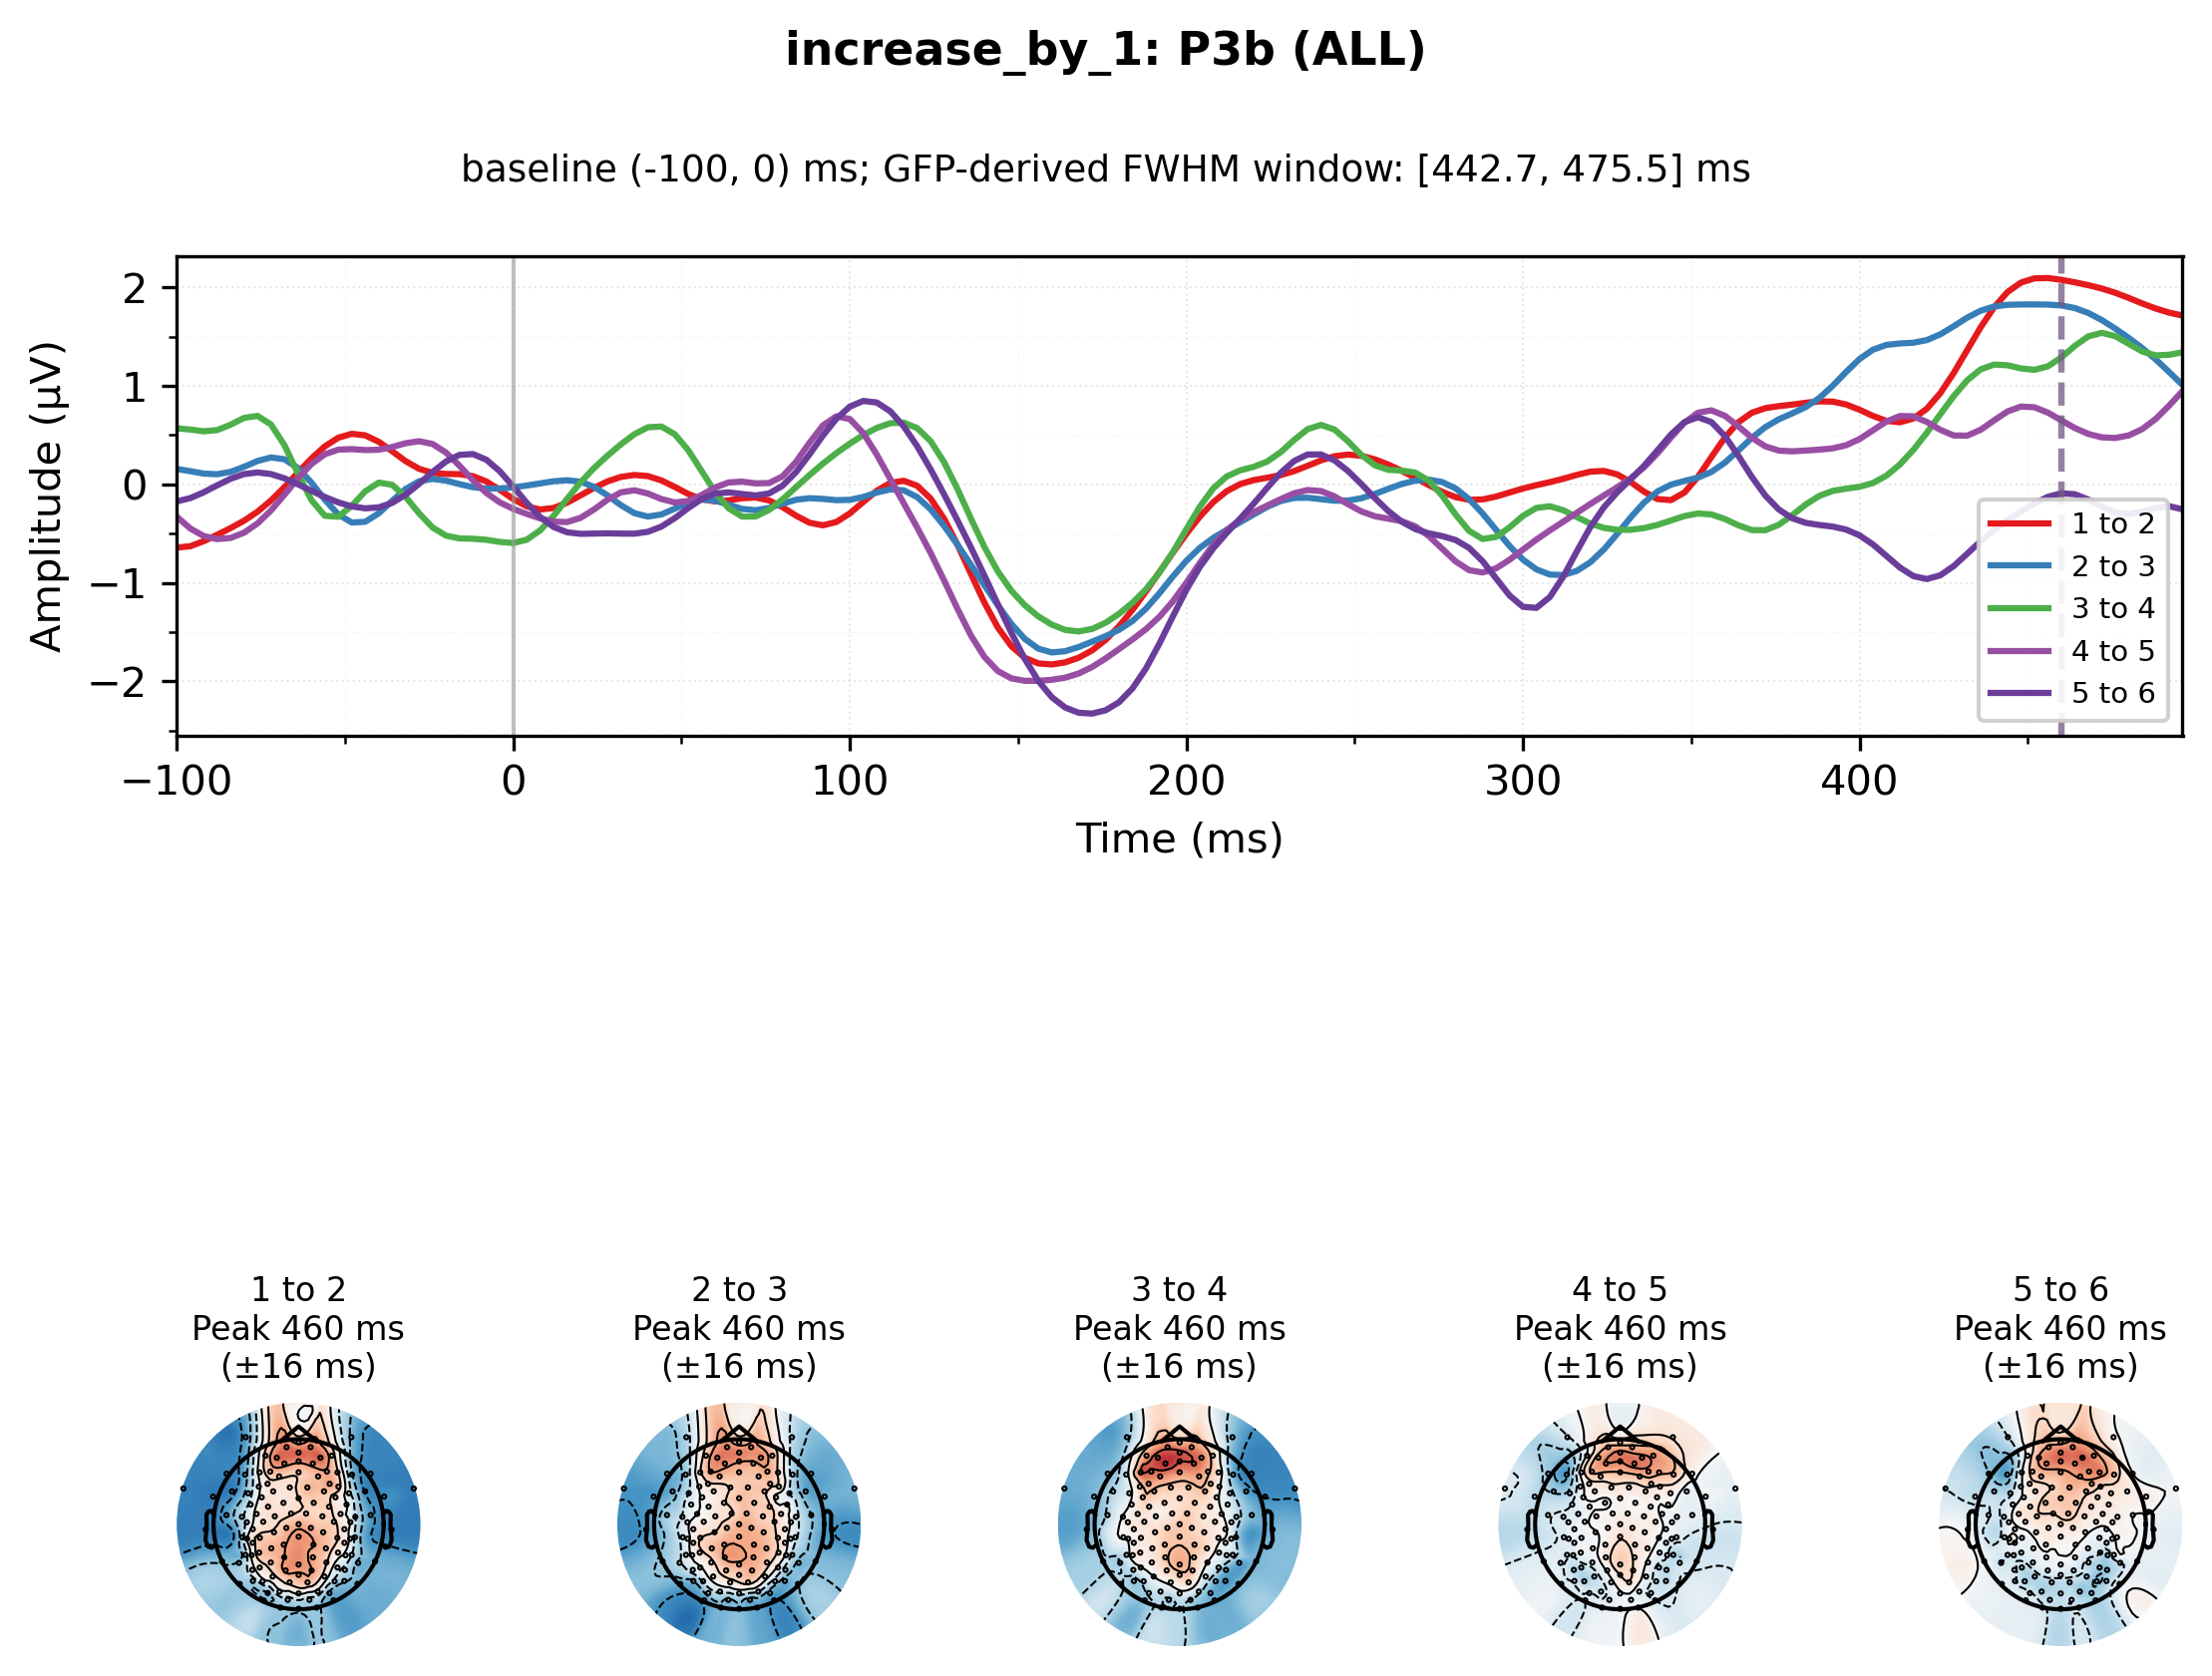 increase_by_1: P3b (ALL)
baseline (-100, 0) ms; GFP-derived FWHM window: [442.7, 475.5] ms
Amplitude (µV)
2
1
0
−1
−2
−100
0
100
200
300
400
Time (ms)
1 to 2
2 to 3
3 to 4
4 to 5
5 to 6
1 to 2
Peak 460 ms
(±16 ms)
2 to 3
Peak 460 ms
(±16 ms)
3 to 4
Peak 460 ms
(±16 ms)
4 to 5
Peak 460 ms
(±16 ms)
5 to 6
Peak 460 ms
(±16 ms)